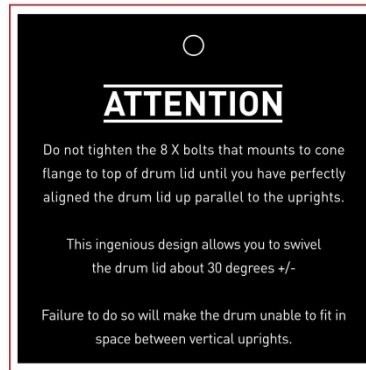 ATTENTION
Do not tighten the 8 X bolts that mounts to cone
flange to top of drum lid until you have perfectly
aligned the drum lid up parallel to the uprights.
This ingenious design allows you to swivel
the drum lid about 30 degrees +/-
Failure to do so will make the drum unable to fit in
space between vertical uprights.